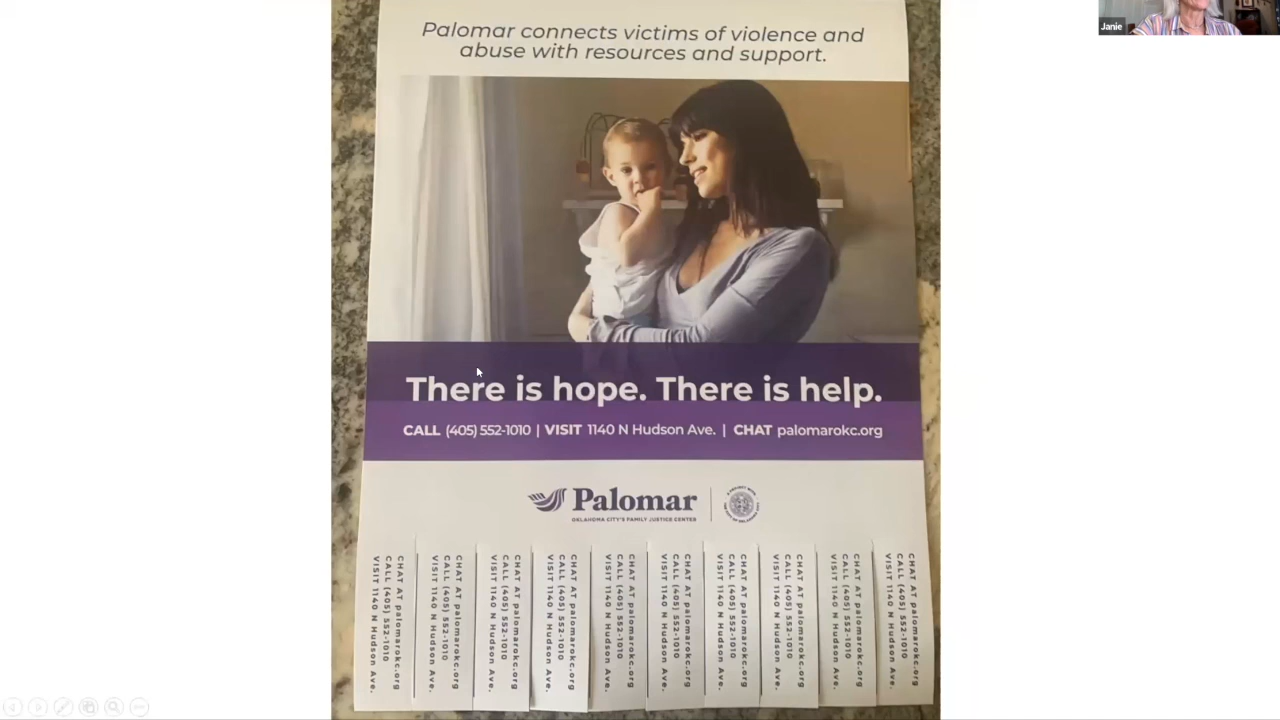 Janie
Palomar connects victims of violence and
abuse with resources and support.
There is hope. There is help.
CALL (405) 552-1010 | VISIT 1140 N Hudson Ave. | CHAT palomarokc.org
Palomar
OKLAHOMA CITY'S FAMILY JUSTICE CENTER
CHAT AT palomarokc.org
CALL (405) 552-1010
VISIT 1140 N Hudson Ave.
CHAT AT palomarokc.org
CALL (405) 552-1010
VISIT 1140 N Hudson Ave.
CHAT AT palomarokc.org
CALL (405) 552-1010
VISIT 1140 N Hudson Ave.
CHAT AT palomarokc.org
CALL (405) 552-1010
VISIT 1140 N Hudson Ave.
CHAT AT palomarokc.org
CALL (405) 552-1010
VISIT 1140 N Hudson Ave.
CHAT AT palomarokc.org
CALL (405) 552-1010
VISIT 1140 N Hudson Ave.
CHAT AT palomarokc.org
CALL (405) 552-1010
VISIT 1140 N Hudson Ave.
CHAT AT palomarokc.org
CALL (405) 552-1010
VISIT 1140 N Hudson Ave.
CHAT AT palomarokc.org
CALL (405) 552-1010
VISIT 1140 N Hudson Ave.
CHAT AT palomarokc.org
CALL (405) 552-1010
VISIT 1140 N Hudson Ave.